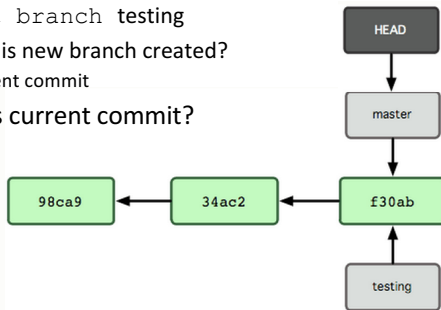 branch testing
is new branch created?
ent commit
s current commit?
HEAD
master
98ca9
34ac2
f30ab
testing